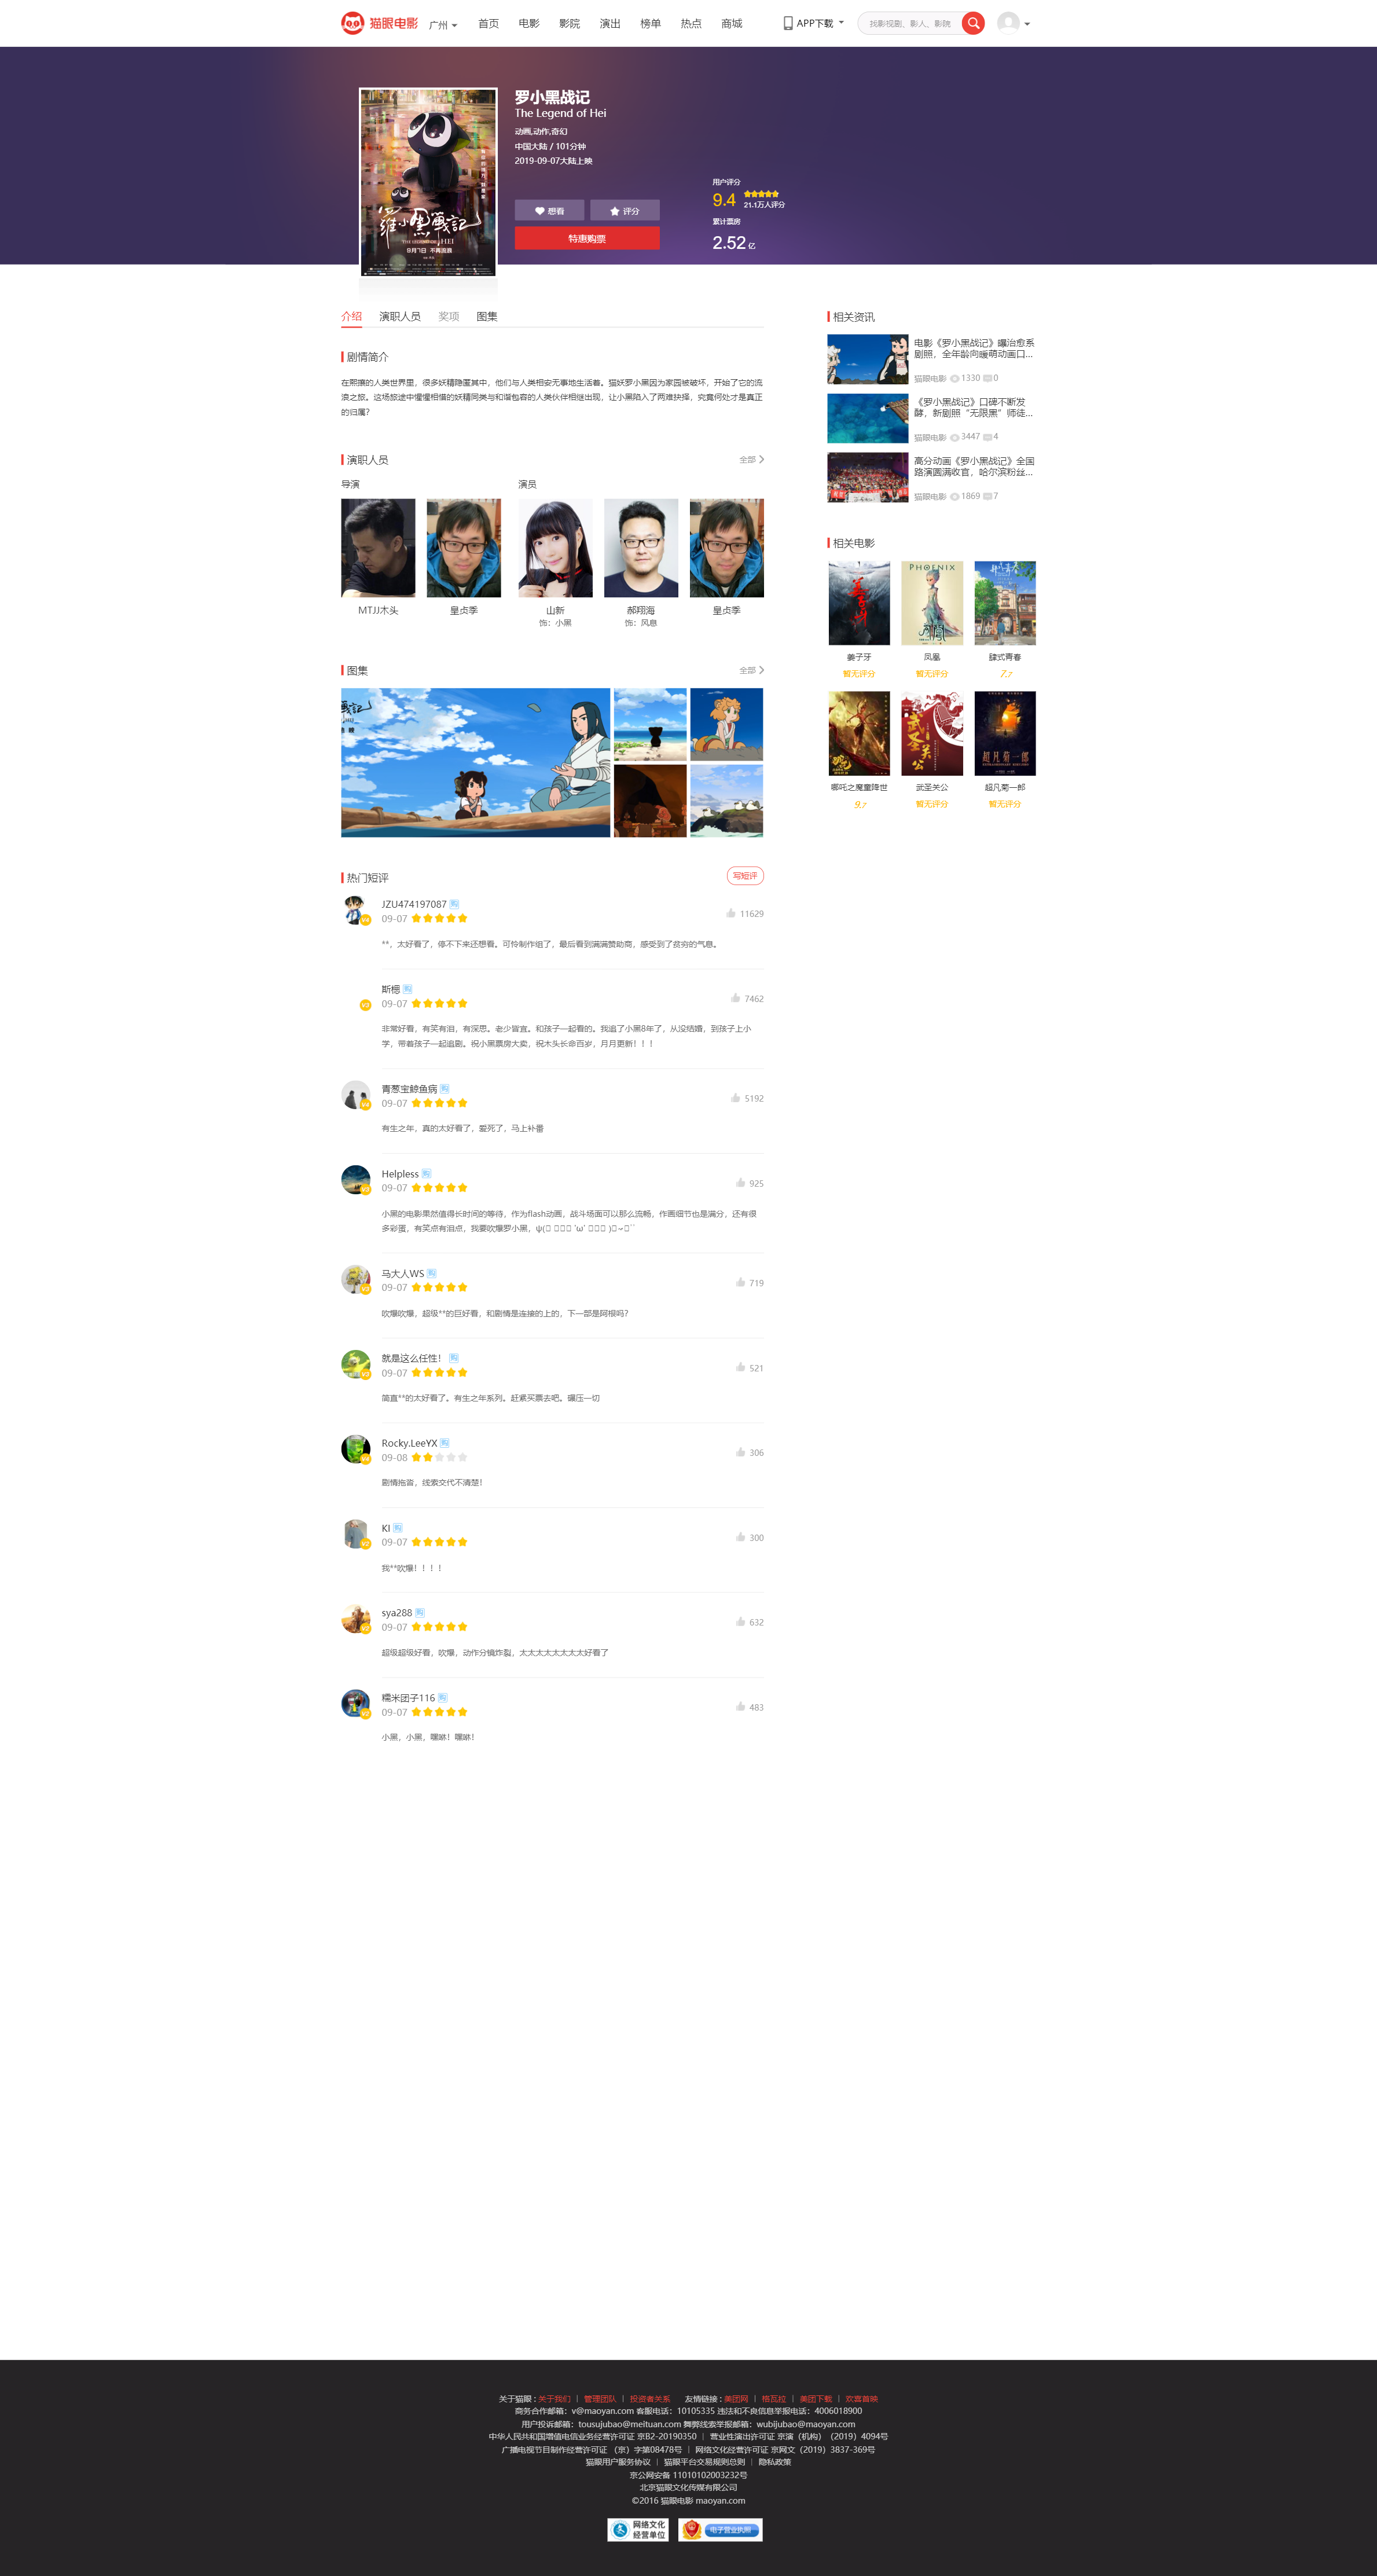 猫眼电影 广州 首页 电影 影院 演出 榜单 热点 商城 APP下载 找影视剧、影人、影院
罗小黑战记
The Legend of Hei
动画,动作,奇幻
中国大陆 / 101分钟
2019-09-07大陆上映
想看 评分
特惠购票
用户评分
9.4 21.1万人评分
累计票房
2.52亿
羅小黑戰記
THE LEGEND OF HEI
9月7日 不再流浪
介绍 演职人员 奖项 图集
剧情简介
在熙攘的人类世界里，很多妖精隐匿其中，他们与人类相安无事地生活着。猫妖罗小黑因为家园被破坏，开始了它的流
浪之旅。这场旅途中惺惺相惜的妖精同类与和谐包容的人类伙伴相继出现，让小黑陷入了两难抉择，究竟何处才是真正
的归属？
演职人员 全部
导演 演员
MTJJ木头 皇贞季 山新 郝翔海 皇贞季
饰：小黑 饰：风息
图集 全部
热门短评 写短评
JZU474197087 购
09-07 11629
**，太好看了，停不下来还想看。可怜制作组了，最后看到满满赞助商，感受到了贫穷的气息。
斯楒 购
09-07 7462
非常好看，有笑有泪，有深思。老少皆宜。和孩子一起看的。我追了小黑8年了，从没结婚，到孩子上小
学，带着孩子一起追剧。祝小黑票房大卖，祝木头长命百岁，月月更新！！！
青葱宝鲸鱼病 购
09-07 5192
有生之年，真的太好看了，爱死了，马上补番
Helpless 购
09-07 925
小黑的电影果然值得长时间的等待，作为flash动画，战斗场面可以那么流畅，作画细节也是满分，还有很
多彩蛋，有笑点有泪点，我要吹爆罗小黑，
马大人WS 购
09-07 719
吹爆吹爆，超级**的巨好看，和剧情是连接的上的，下一部是阿根吗？
就是这么任性！ 购
09-07 521
简直**的太好看了。有生之年系列。赶紧买票去吧。碾压一切
Rocky.LeeYX 购
09-08 306
剧情拖沓，线索交代不清楚！
KI 购
09-07 300
我**吹爆！！！！
sya288 购
09-07 632
超级超级好看，吹爆，动作分镜炸裂，太太太太太太太太好看了
糯米团子116 购
09-07 483
小黑，小黑，嘿咻！嘿咻！
相关资讯
电影《罗小黑战记》曝治愈系
剧照，全年龄向暖萌动画口...
猫眼电影 1330 0
《罗小黑战记》口碑不断发
酵，新剧照“无限黑”师徒...
猫眼电影 3447 4
高分动画《罗小黑战记》全国
路演圆满收官，哈尔滨粉丝...
猫眼电影 1869 7
相关电影
PHOENIX
姜子牙 凤凰 肆式青春
暂无评分 暂无评分 7.7
武圣关公
超凡菊一郎
哪吒之魔童降世 武圣关公 超凡菊一郎
9.7 暂无评分 暂无评分
关于猫眼 : 关于我们 | 管理团队 | 投资者关系 友情链接 : 美团网 | 格瓦拉 | 美团下载 | 欢喜首映
商务合作邮箱：v@maoyan.com 客服电话：10105335 违法和不良信息举报电话：4006018900
用户投诉邮箱：tousujubao@meituan.com 舞弊线索举报邮箱：wubijubao@maoyan.com
中华人民共和国增值电信业务经营许可证 京B2-20190350 | 营业性演出许可证 京演（机构）（2019）4094号
广播电视节目制作经营许可证 （京）字第08478号 | 网络文化经营许可证 京网文（2019）3837-369号
猫眼用户服务协议 | 猫眼平台交易规则总则 | 隐私政策
京公网安备 11010102003232号
北京猫眼文化传媒有限公司
©2016 猫眼电影 maoyan.com
网络文化
经营单位
电子营业执照